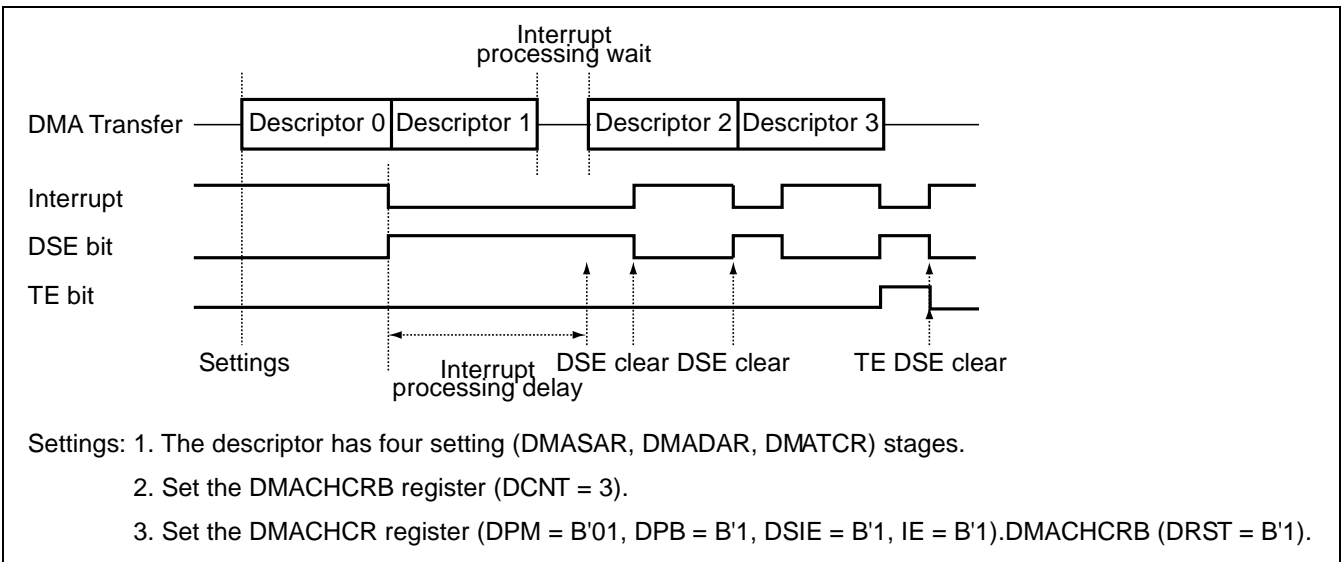 Interrupt
processing wait
DMA Transfer
Descriptor 0
Descriptor 1
Descriptor 2
Descriptor 3
Interrupt
DSE bit
TE bit
Settings
Interrupt
processing delay
DSE clear
DSE clear
TE DSE clear
Settings: 1. The descriptor has four setting (DMASAR, DMADAR, DMATCR) stages.
2. Set the DMACHCRB register (DCNT = 3).
3. Set the DMACHCR register (DPM = B'01, DPB = B'1, DSIE = B'1, IE = B'1).DMACHCRB (DRST = B'1).